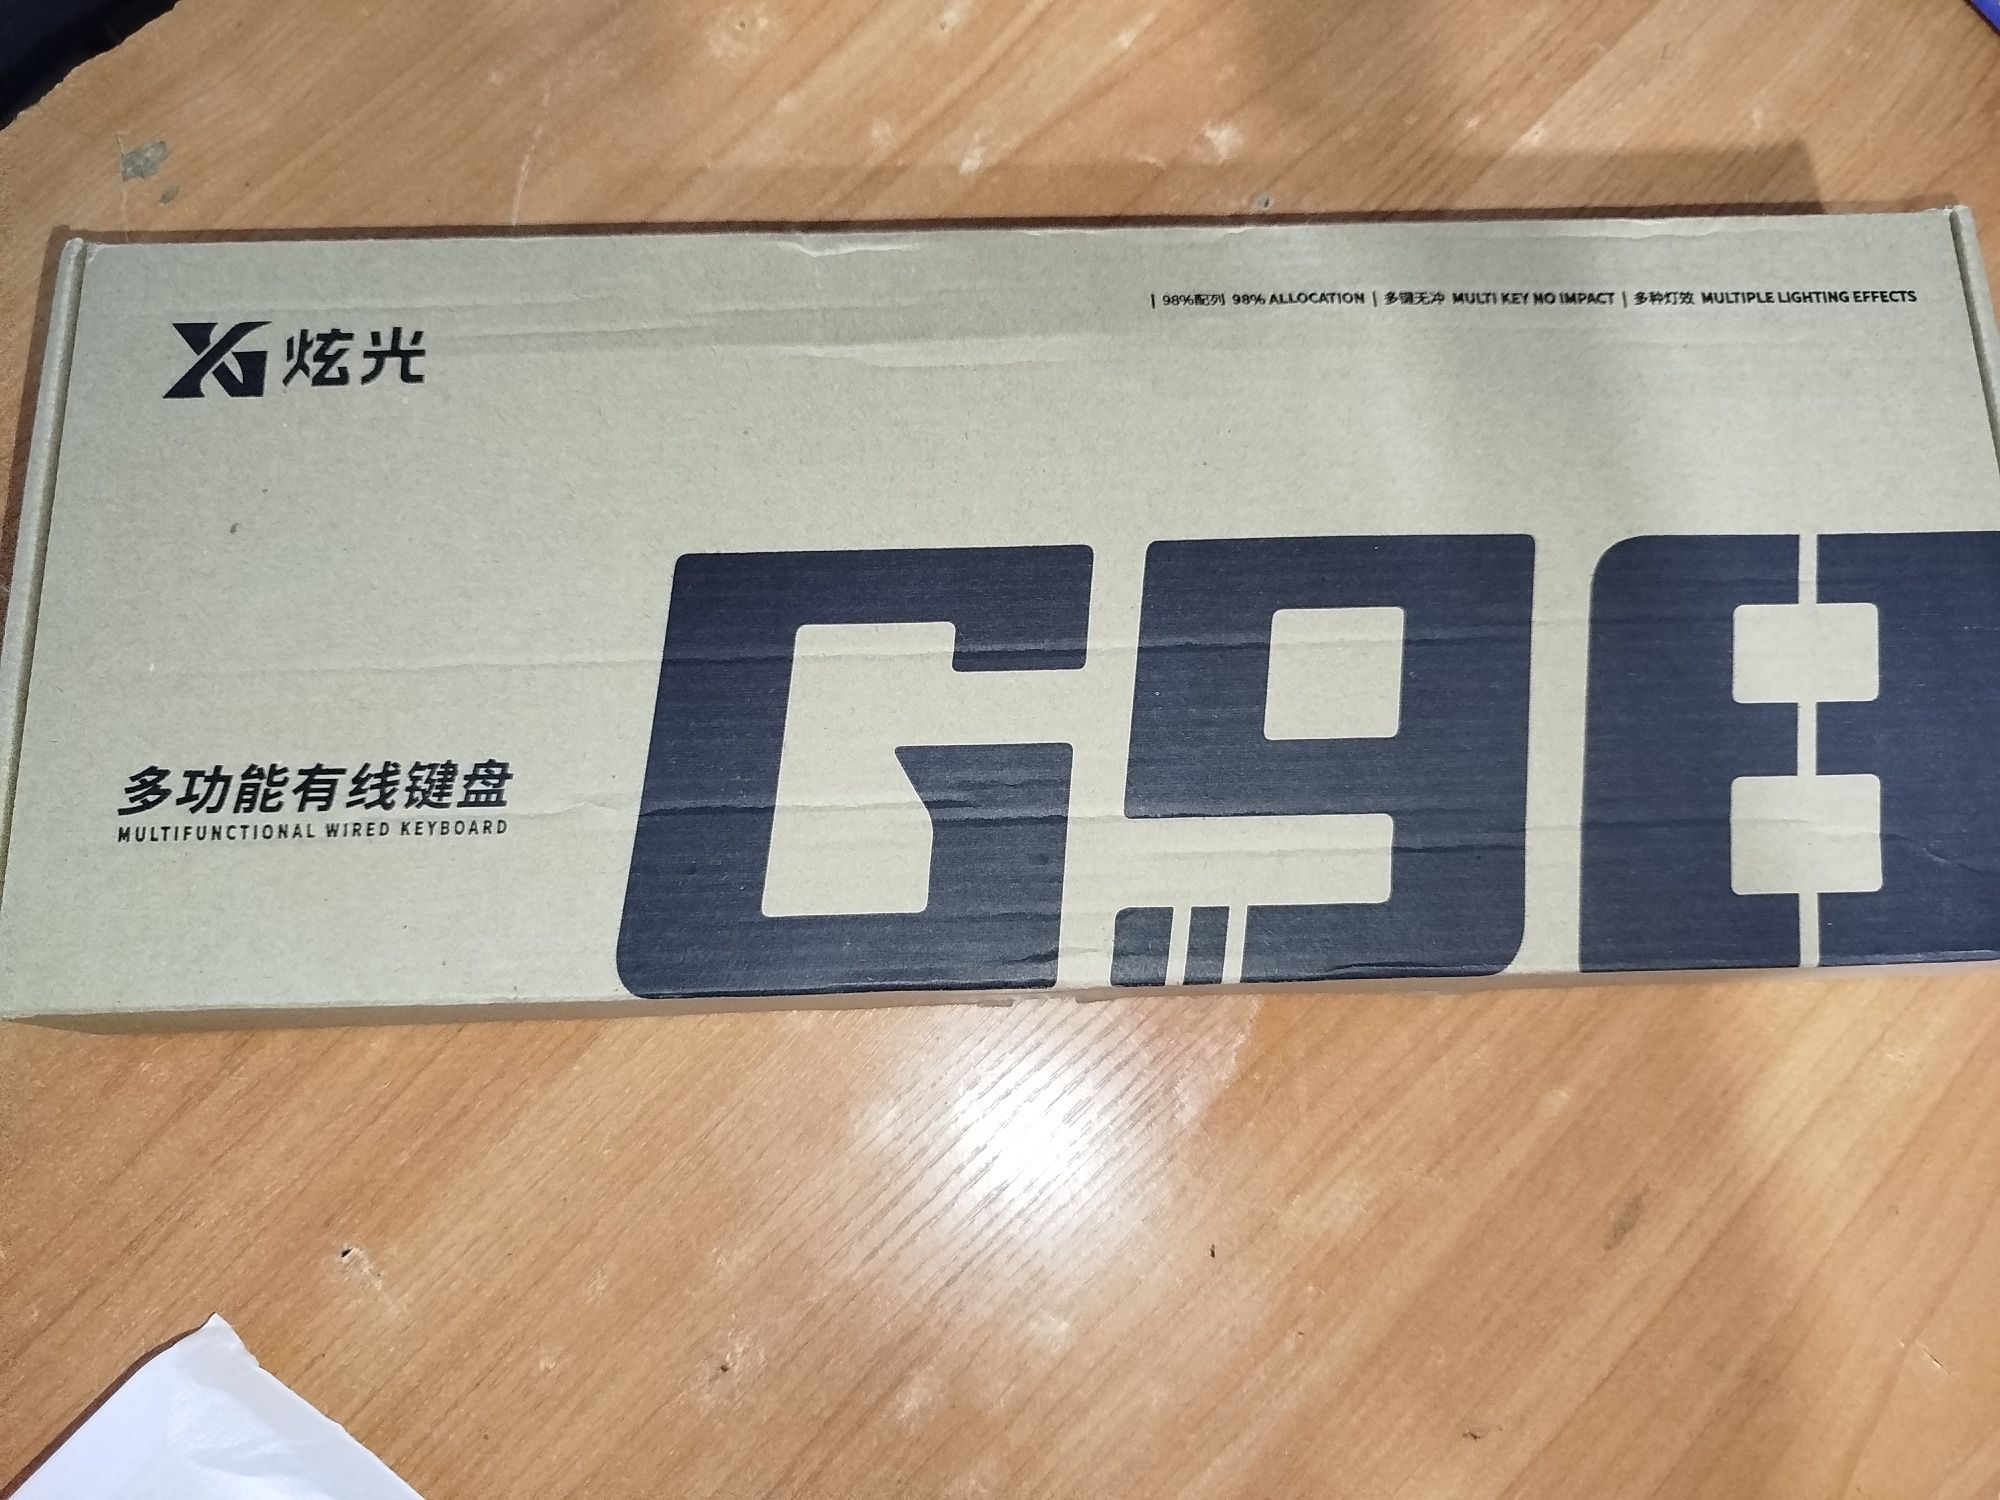 | 98%配列 98% ALLOCATION | 多键无冲 MULTI KEY NO IMPACT | 多种灯效 MULTIPLE LIGHTING EFFECTS
XG 炫光
G98
多功能有线键盘
MULTIFUNCTIONAL WIRED KEYBOARD